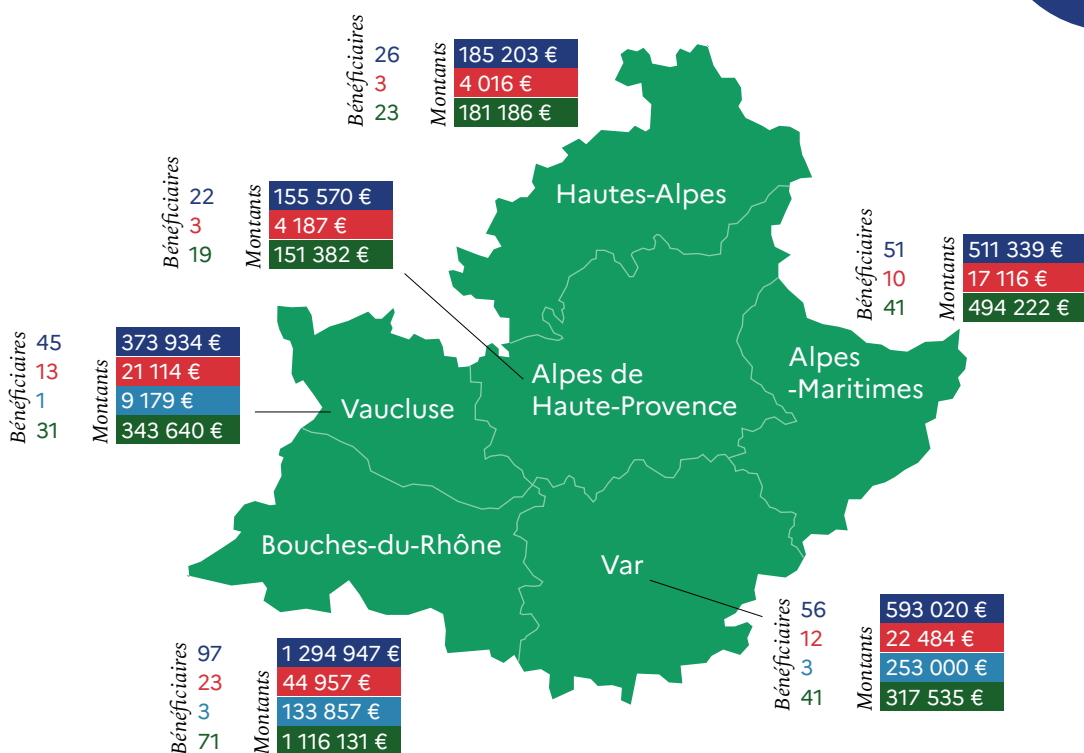 Bénéficiaires
26
3
23
Montants
185 203 €
4 016 €
181 186 €
Hautes-Alpes
Bénéficiaires
22
3
19
Montants
155 570 €
4 187 €
151 382 €
Bénéficiaires
51
10
41
Montants
511 339 €
17 116 €
494 222 €
Bénéficiaires
45
13
1
31
Montants
373 934 €
21 114 €
9 179 €
343 640 €
Vaucluse
Alpes de
Haute-Provence
Alpes
-Maritimes
Bouches-du-Rhône
Var
Bénéficiaires
56
12
3
41
Montants
593 020 €
22 484 €
253 000 €
317 535 €
Bénéficiaires
97
23
3
71
Montants
1 294 947 €
44 957 €
133 857 €
1 116 131 €